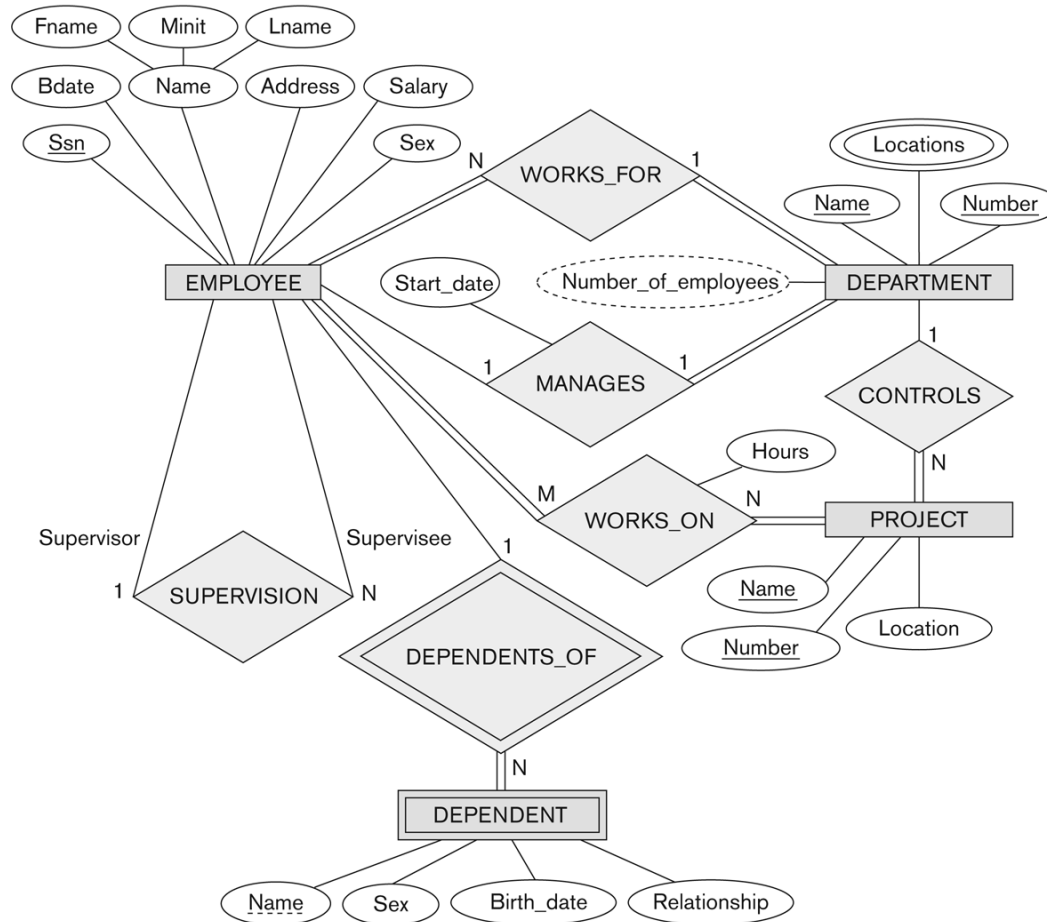 Fname
Minit
Lname
Bdate
Name
Address
Salary
Ssn
Sex
N
WORKS_FOR
1
Locations
Name
Number
EMPLOYEE
Start_date
Number_of_employees
DEPARTMENT
1
MANAGES
1
1
CONTROLS
N
Hours
M
WORKS_ON
N
PROJECT
Supervisor
Supervisee
1
SUPERVISION
N
1
Name
Number
Location
DEPENDENTS_OF
N
DEPENDENT
Name
Sex
Birth_date
Relationship